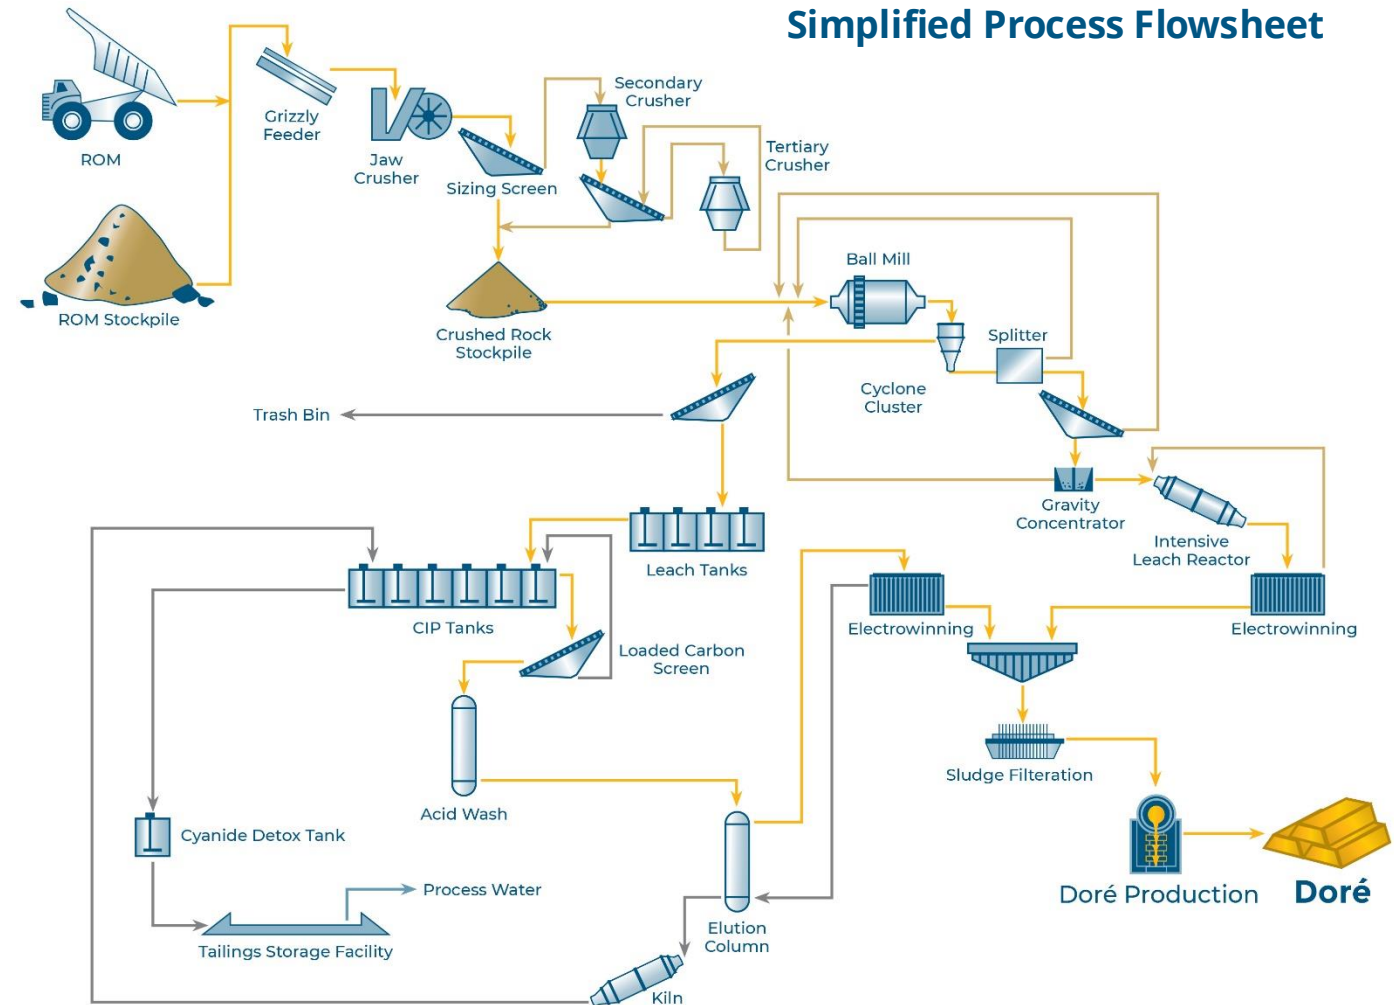 Simplified Process Flowsheet
Secondary
Crusher
Grizzly
Feeder
Tertiary
Crusher
ROM
Jaw
Crusher
Sizing Screen
Ball Mill
ROM Stockpile
Crushed Rock
Stockpile
Splitter
Cyclone
Cluster
Trash Bin
Gravity
Concentrator
Intensive
Leach Reactor
Leach Tanks
CIP Tanks
Electrowinning
Electrowinning
Loaded Carbon
Screen
Sludge Filteration
Acid Wash
Cyanide Detox Tank
Process Water
Doré Production
Doré
Elution
Column
Tailings Storage Facility
Kiln